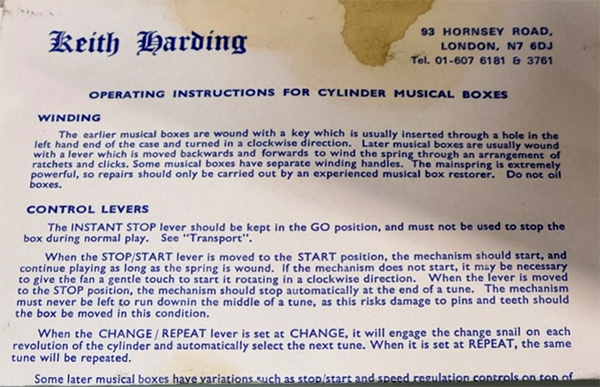 Keith Harding
93 HORNSEY ROAD,
LONDON, N7 6DJ
Tel. 01-607 6181 & 3761
OPERATING INSTRUCTIONS FOR CYLINDER MUSICAL BOXES
WINDING
The earlier musical boxes are wound with a key which is usually inserted through a hole in the
left hand end of the case and turned in a clockwise direction. Later musical boxes are usually wound
with a lever which is moved backwards and forwards to wind the spring through an arrangement of
ratchets and clicks. Some musical boxes have separate winding handles. The mainspring is extremely
powerful, so repairs should only be carried out by an experienced musical box restorer. Do not oil
boxes.
CONTROL LEVERS
The INSTANT STOP lever should be kept in the GO position, and must not be used to stop the
box during normal play. See "Transport".
When the STOP/START lever is moved to the START position, the mechanism should start, and
continue playing as long as the spring is wound. If the mechanism does not start, it may be necessary
to give the fan a gentle touch to start it rotating in a clockwise direction. When the lever is moved
to the STOP position, the mechanism should stop automatically at the end of a tune. The mechanism
must never be left to run downin the middle of a tune, as this risks damage to pins and teeth should
the box be moved in this condition.
When the CHANGE / REPEAT lever is set at CHANGE, it will engage the change snail on each
revolution of the cylinder and automatically select the next tune. When it is set at REPEAT, the same
tune will be repeated.
Some later musical boxes have variations such as stop/start and speed regulation controls on top of